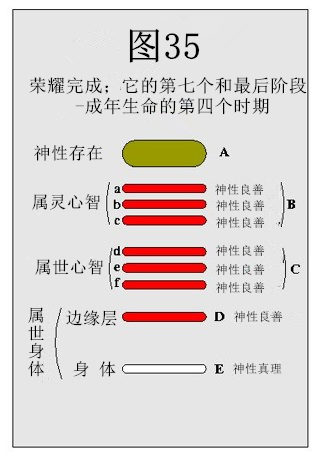 图35
荣耀完成；它的第七个和最后阶段
-成年生命的第四个时期
神性存在 A
属灵心智 a 神性良善
b 神性良善 B
c 神性良善
属世心智 d 神性良善
e 神性良善 C
f 神性良善
属世身体 边缘层 D 神性良善
身体 E 神性真理